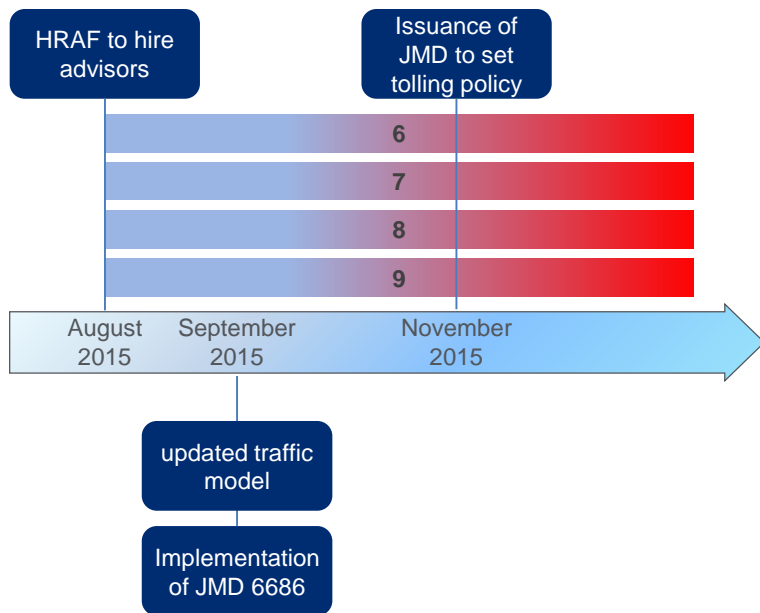 HRAF to hire
advisors
Issuance of
JMD to set
tolling policy
6
7
8
9
August
2015
September
2015
November
2015
updated traffic
model
Implementation
of JMD 6686